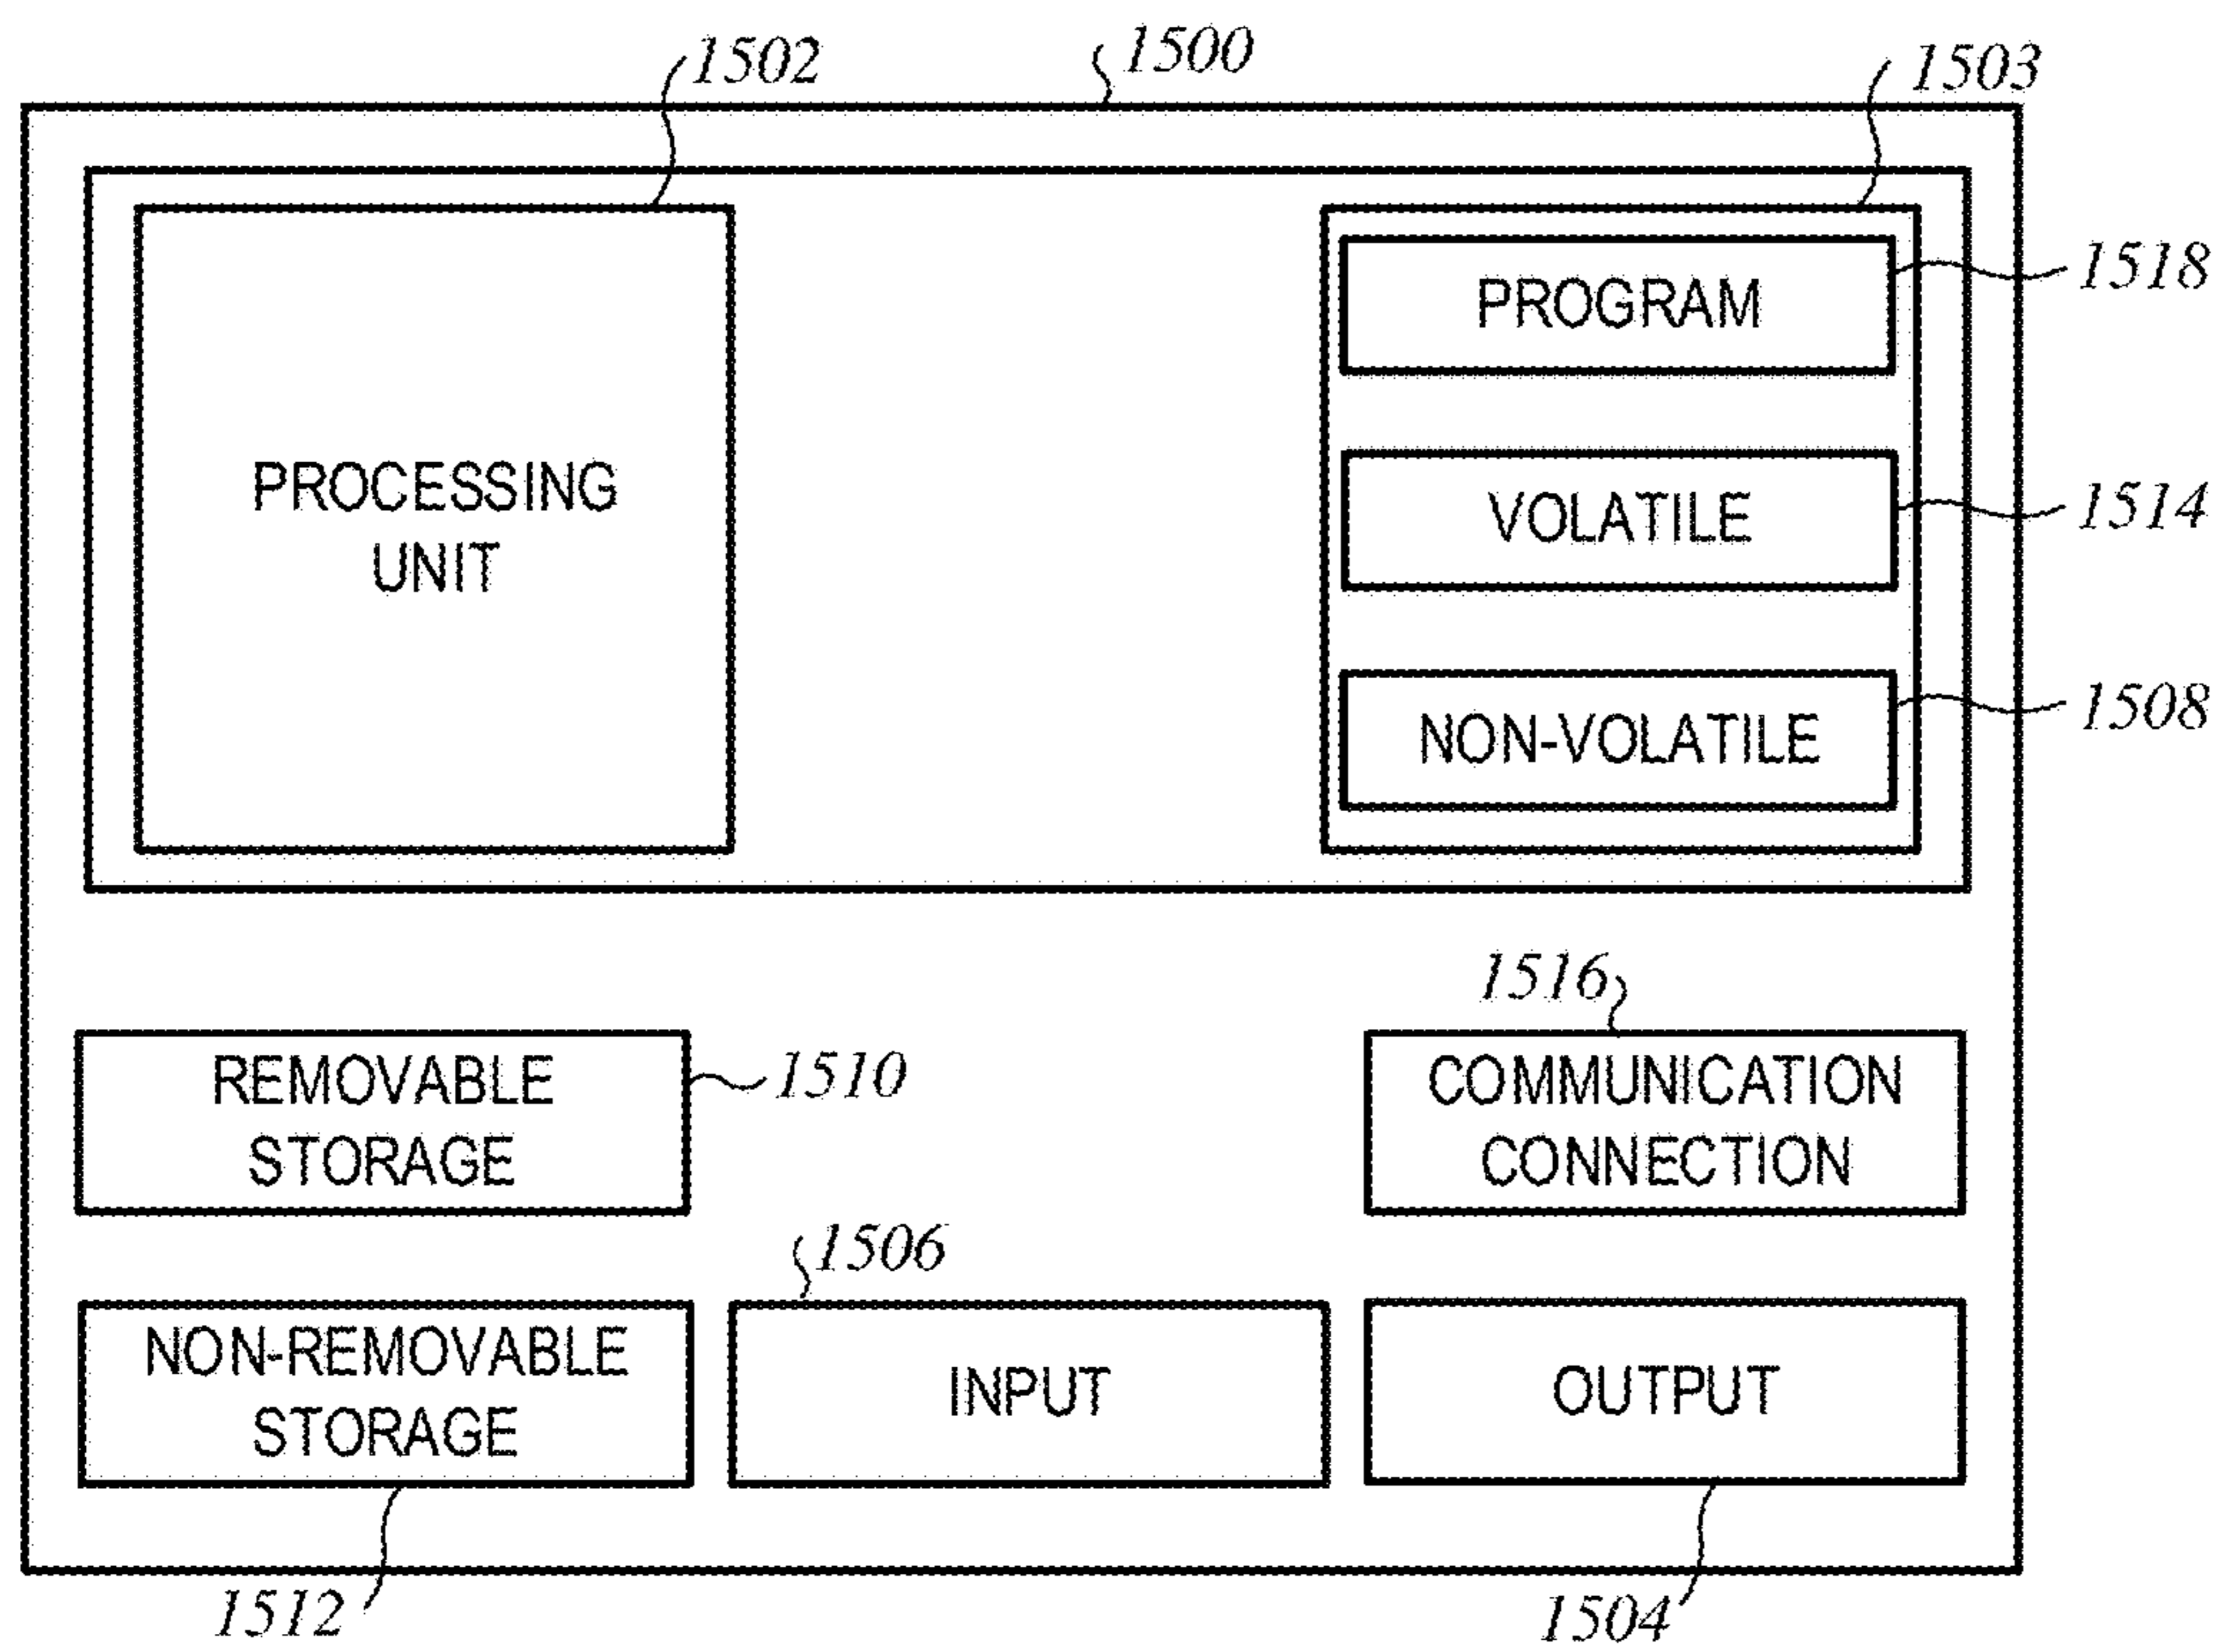 1502
1500
1503
PROCESSING
UNIT
PROGRAM
1518
VOLATILE
1514
NON-VOLATILE
1508
REMOVABLE
STORAGE
1510
1516
COMMUNICATION
CONNECTION
NON-REMOVABLE
STORAGE
1512
1506
INPUT
OUTPUT
1504